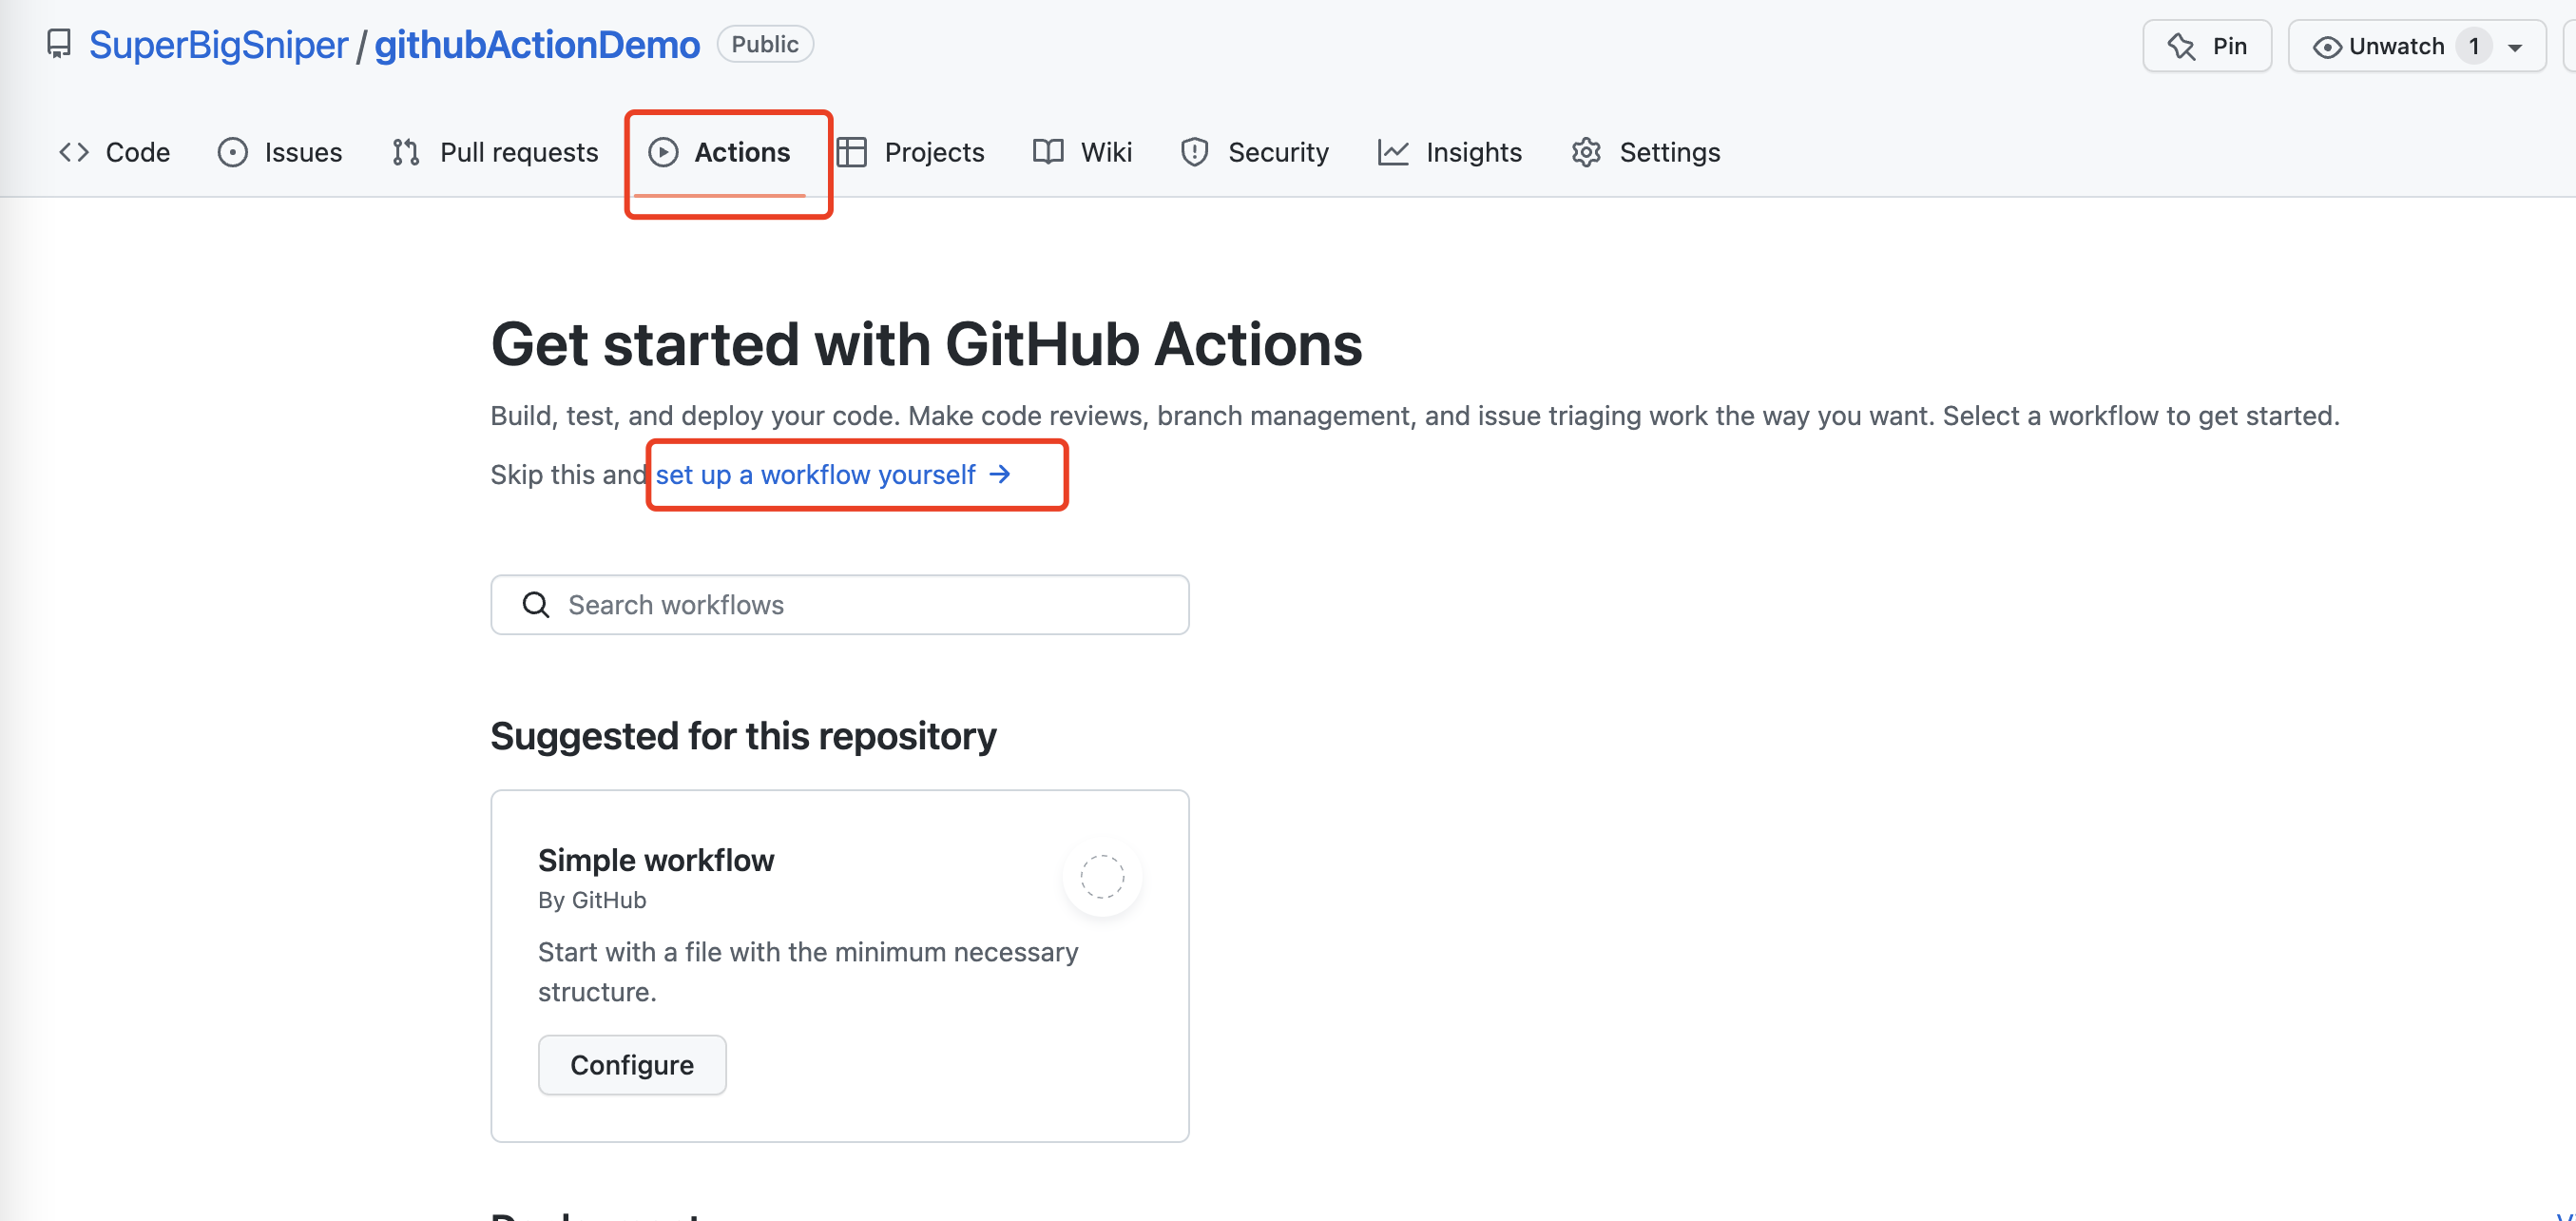 SuperBigSniper / githubActionDemo Public
Pin
Unwatch 1
Code Issues Pull requests Actions Projects Wiki Security Insights Settings
Get started with GitHub Actions
Build, test, and deploy your code. Make code reviews, branch management, and issue triaging work the way you want. Select a workflow to get started.
Skip this and set up a workflow yourself →
Search workflows
Suggested for this repository
Simple workflow
By GitHub
Start with a file with the minimum necessary
structure.
Configure